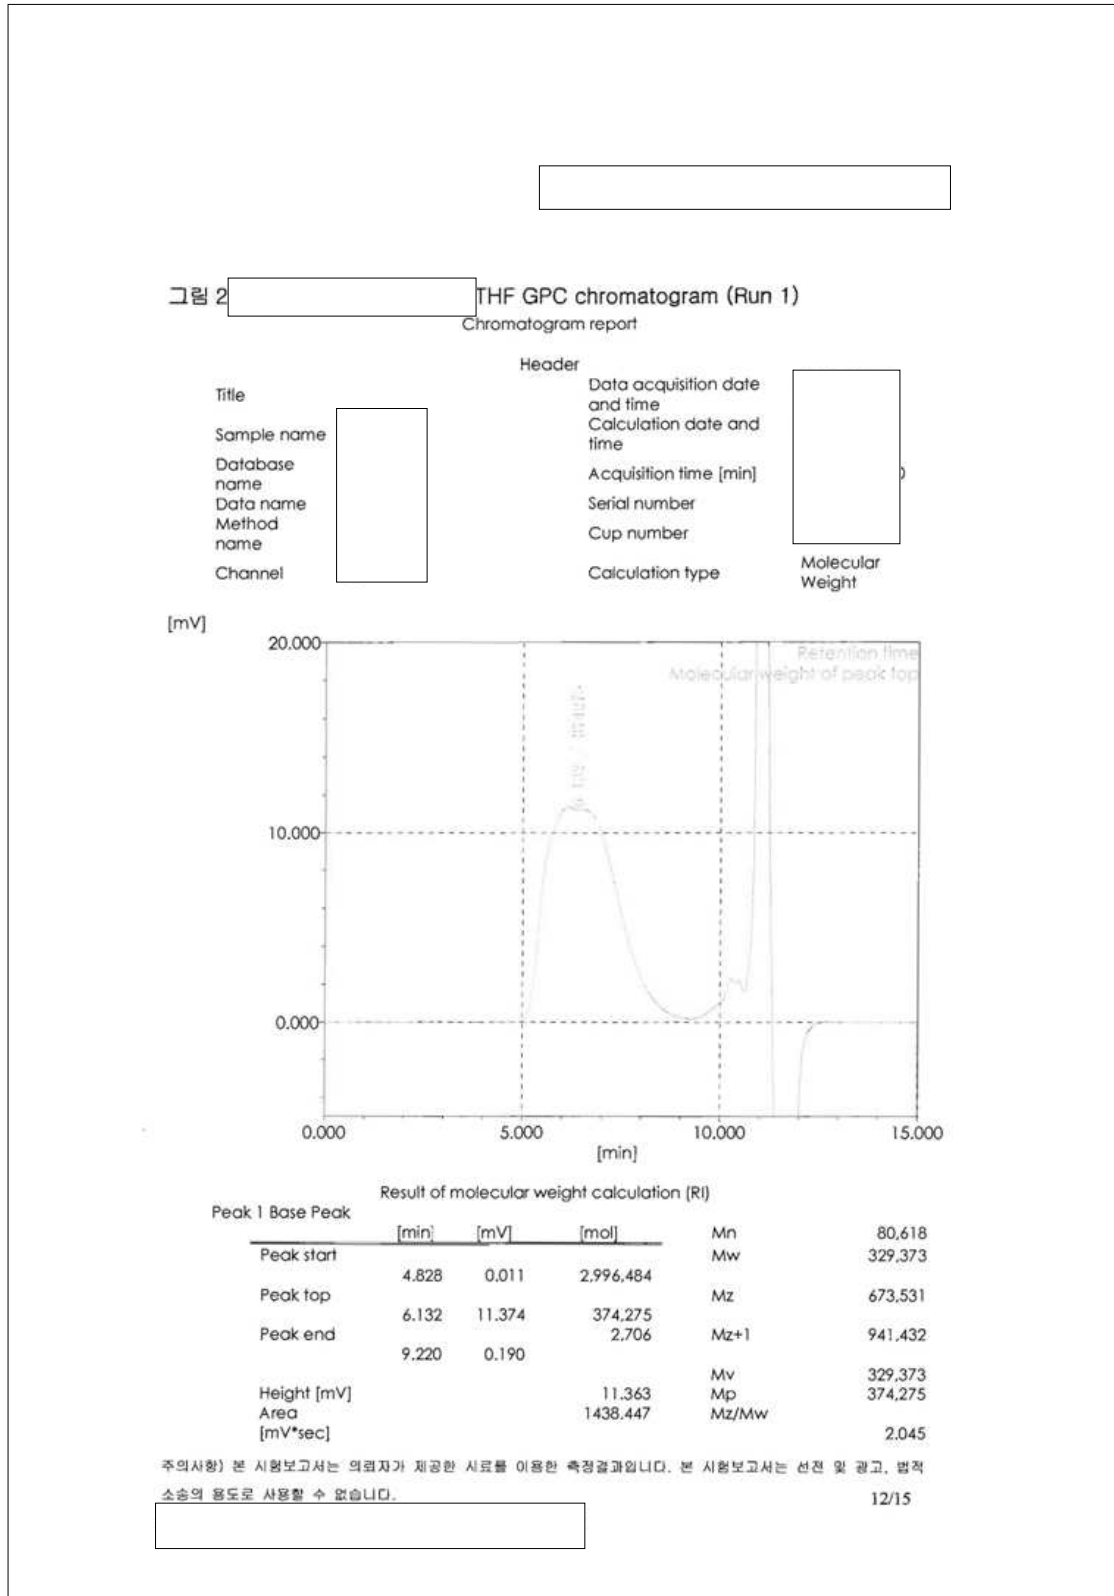 그림 2 THF GPC chromatogram (Run 1)
Chromatogram report
Header
Title
Sample name
Database
name
Data name
Method
name
Channel
Data acquisition date
and time
Calculation date and
time
Acquisition time [min]
Serial number
Cup number
Calculation type
Molecular
Weight
[mV]
Retention time
Molecular weight of peak top
20.000
10.000
0.000
0.000 5.000 10.000 15.000
[min]
Result of molecular weight calculation (RI)
Peak 1 Base Peak
[min] [mV] [mol] Mn 80,618
Peak start Mw 329,373
4.828 0.011 2,996,484
Peak top Mz 673,531
6.132 11.374 374,275
Peak end 2,706 Mz+1 941,432
9.220 0.190
Mv 329,373
Height [mV] 11.363 Mp 374,275
Area 1438.447 Mz/Mw
[mV*sec] 2.045
주의사항) 본 시험보고서는 의뢰자가 제공한 시료를 이용한 측정결과입니다. 본 시험보고서는 선전 및 광고, 법적
소송의 용도로 사용할 수 없습니다.
12/15